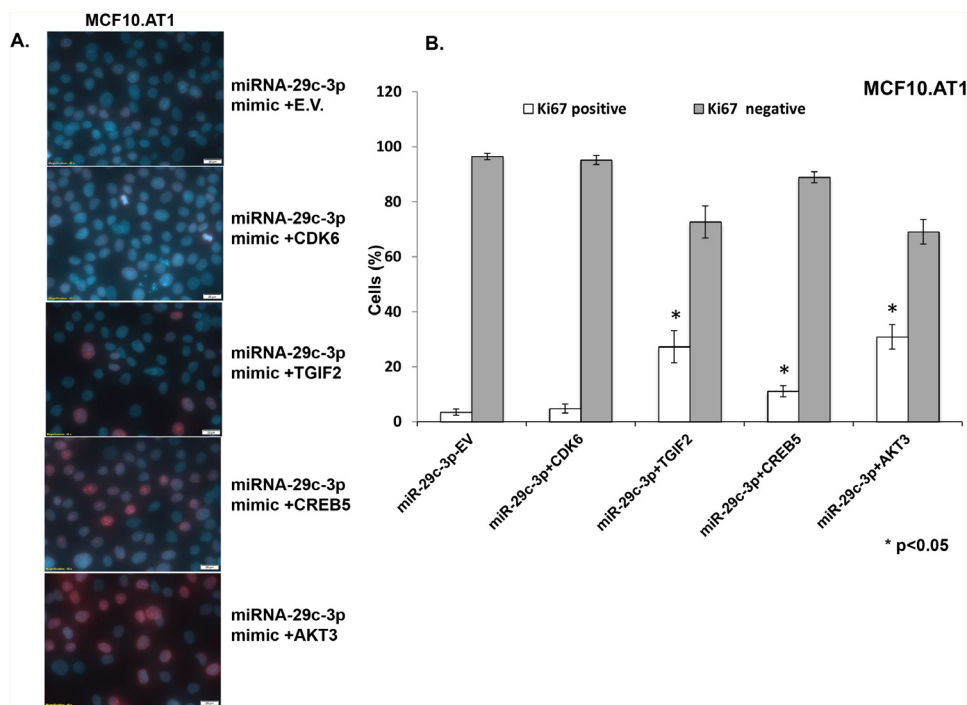 MCF10.AT1
A.
miRNA-29c-3p
mimic +E.V.
miRNA-29c-3p
mimic +CDK6
miRNA-29c-3p
mimic +TGIF2
miRNA-29c-3p
mimic +CREB5
miRNA-29c-3p
mimic +AKT3
B.
MCF10.AT1
Ki67 positive
Ki67 negative
Cells (%)
120
100
80
60
40
20
0
*
*
*
miR-29c-3p-EV
miR-29c-3p+CDK6
miR-29c-3p+TGIF2
miR-29c-3p+CREB5
miR-29c-3p+AKT3
* p<0.05